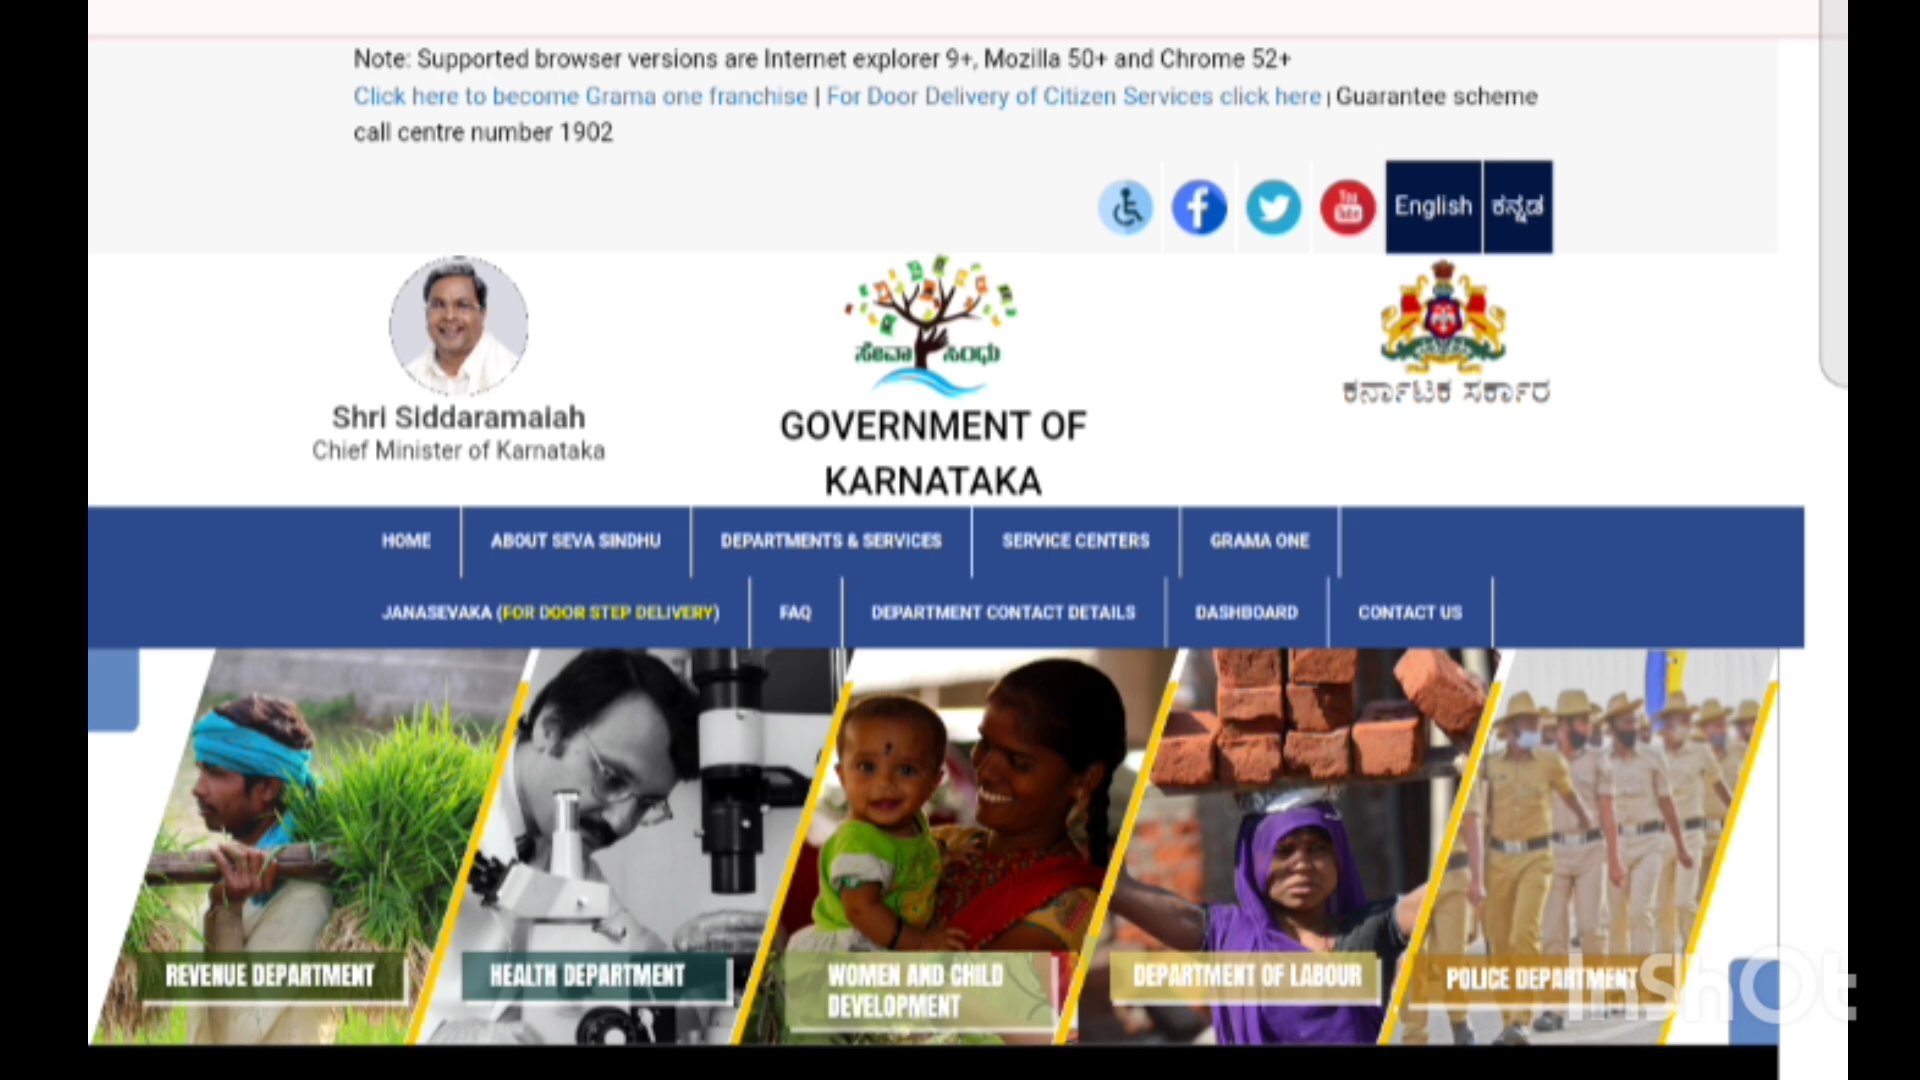 Note: Supported browser versions are Internet explorer 9+, Mozilla 50+ and Chrome 52+
Click here to become Grama one franchise | For Door Delivery of Citizen Services click here | Guarantee scheme
call centre number 1902
You
Tube
English
ಕನ್ನಡ
ಸೇವಾ ಸಿಂಧು
ಕರ್ನಾಟಕ ಸರ್ಕಾರ
Shri Siddaramaiah
Chief Minister of Karnataka
GOVERNMENT OF
KARNATAKA
HOME
ABOUT SEVA SINDHU
DEPARTMENTS & SERVICES
SERVICE CENTERS
GRAMA ONE
JANASEVAKA (FOR DOOR STEP DELIVERY)
FAQ
DEPARTMENT CONTACT DETAILS
DASHBOARD
CONTACT US
REVENUE DEPARTMENT
HEALTH DEPARTMENT
WOMEN AND CHILD
DEVELOPMENT
DEPARTMENT OF LABOUR
POLICE DEPARTMENT
InShOt